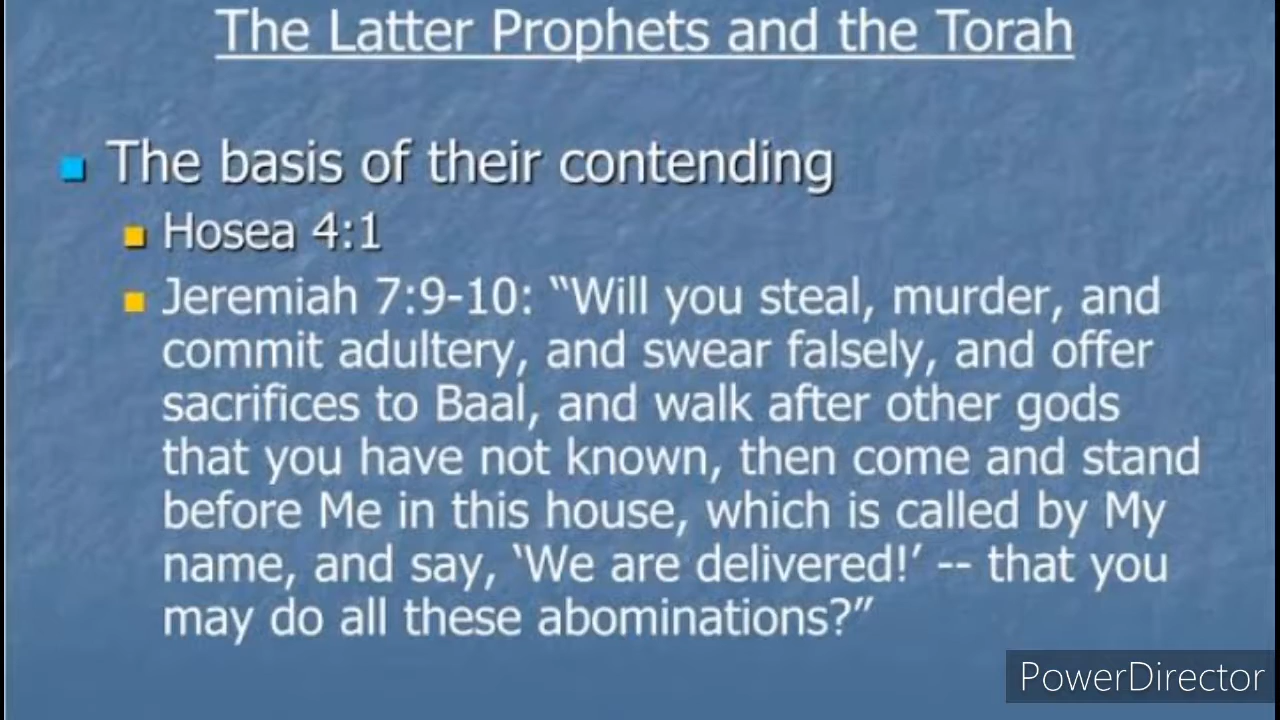 The Latter Prophets and the Torah
The basis of their contending
Hosea 4:1
Jeremiah 7:9-10: “Will you steal, murder, and
commit adultery, and swear falsely, and offer
sacrifices to Baal, and walk after other gods
that you have not known, then come and stand
before Me in this house, which is called by My
name, and say, ‘We are delivered!’ -- that you
may do all these abominations?”
PowerDirector